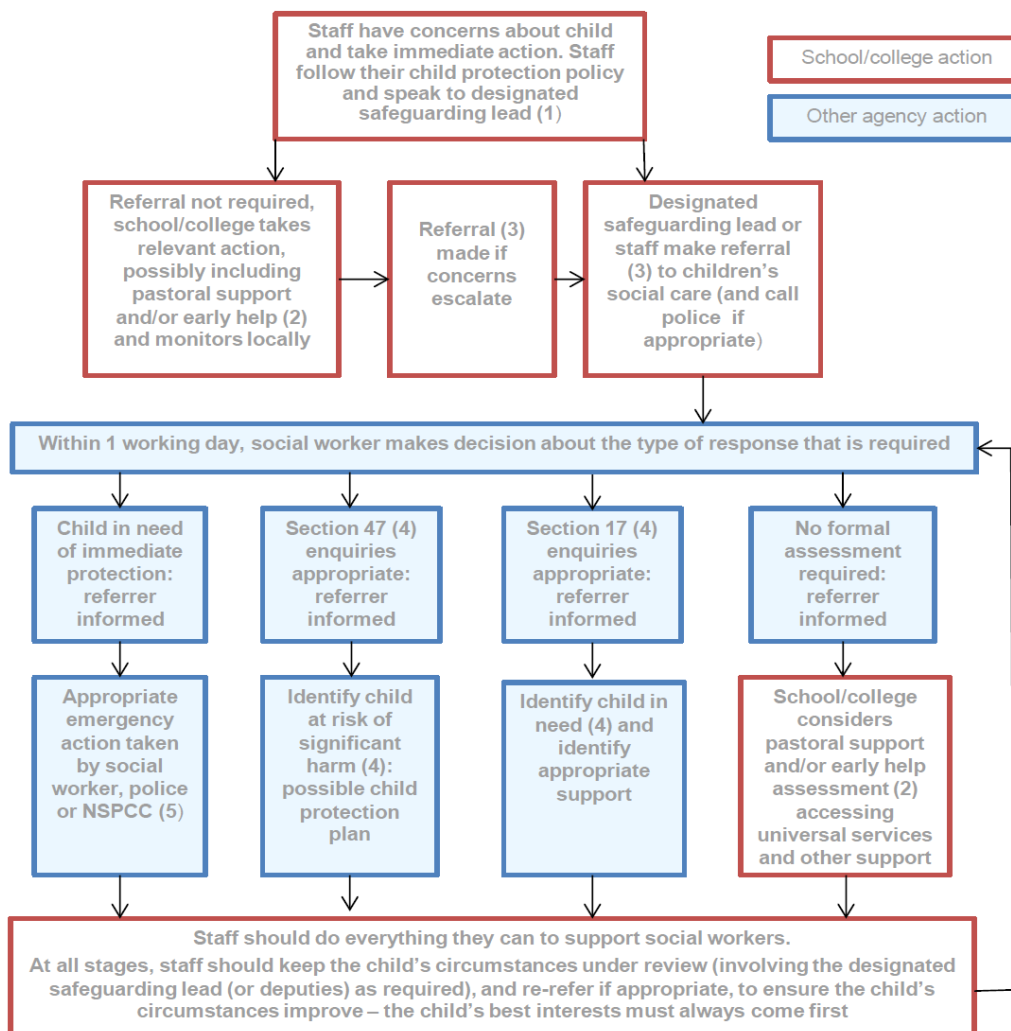 Staff have concerns about child
and take immediate action. Staff
follow their child protection policy
and speak to designated
safeguarding lead (1)
School/college action
Other agency action
Referral not required,
school/college takes
relevant action,
possibly including
pastoral support
and/or early help (2)
and monitors locally
Referral (3)
made if
concerns
escalate
Designated
safeguarding lead or
staff make referral
(3) to children’s
social care (and call
police if
appropriate)
Within 1 working day, social worker makes decision about the type of response that is required
Child in need
of immediate
protection:
referrer
informed
Section 47 (4)
enquiries
appropriate:
referrer
informed
Section 17 (4)
enquiries
appropriate:
referrer
informed
No formal
assessment
required:
referrer
informed
Appropriate
emergency
action taken
by social
worker, police
or NSPCC (5)
Identify child
at risk of
significant
harm (4):
possible child
protection
plan
Identify child in
need (4) and
identify
appropriate
support
School/college
considers
pastoral support
and/or early help
assessment (2)
accessing
universal services
and other support
Staff should do everything they can to support social workers.
At all stages, staff should keep the child’s circumstances under review (involving the designated
safeguarding lead (or deputies) as required), and re-refer if appropriate, to ensure the child’s
circumstances improve – the child’s best interests must always come first